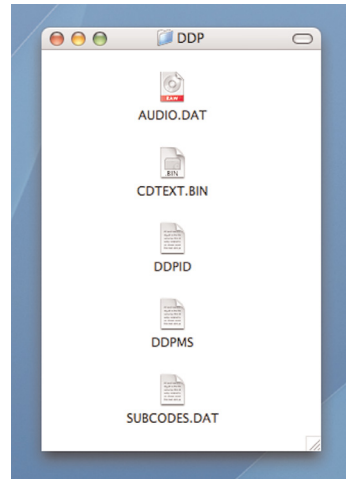 DDP
RAW
AUDIO.DAT
.BIN
CDTEXT.BIN
DDPID
DDPMS
SUBCODES.DAT